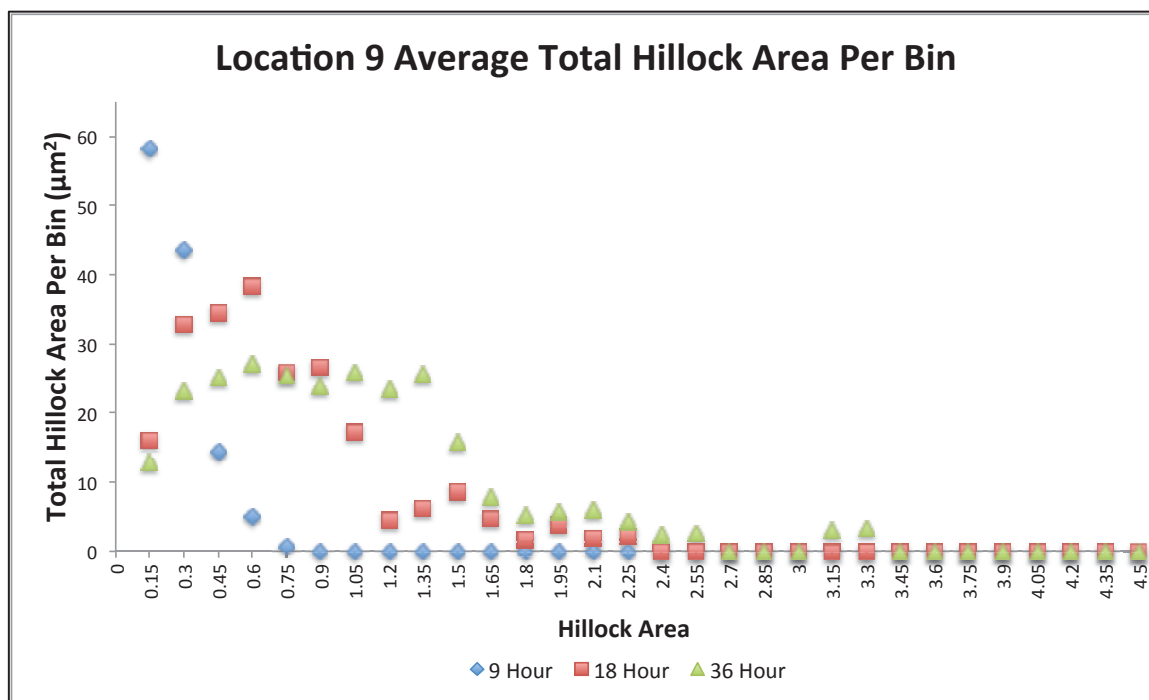 Location 9 Average Total Hillock Area Per Bin
Total Hillock Area Per Bin (μm²)
60
50
40
30
20
10
0
0 0.15 0.3 0.45 0.6 0.75 0.9 1.05 1.2 1.35 1.5 1.65 1.8 1.95 2.1 2.25 2.4 2.55 2.7 2.85 3 3.15 3.3 3.45 3.6 3.75 3.9 4.05 4.2 4.35 4.5
Hillock Area
9 Hour 18 Hour 36 Hour